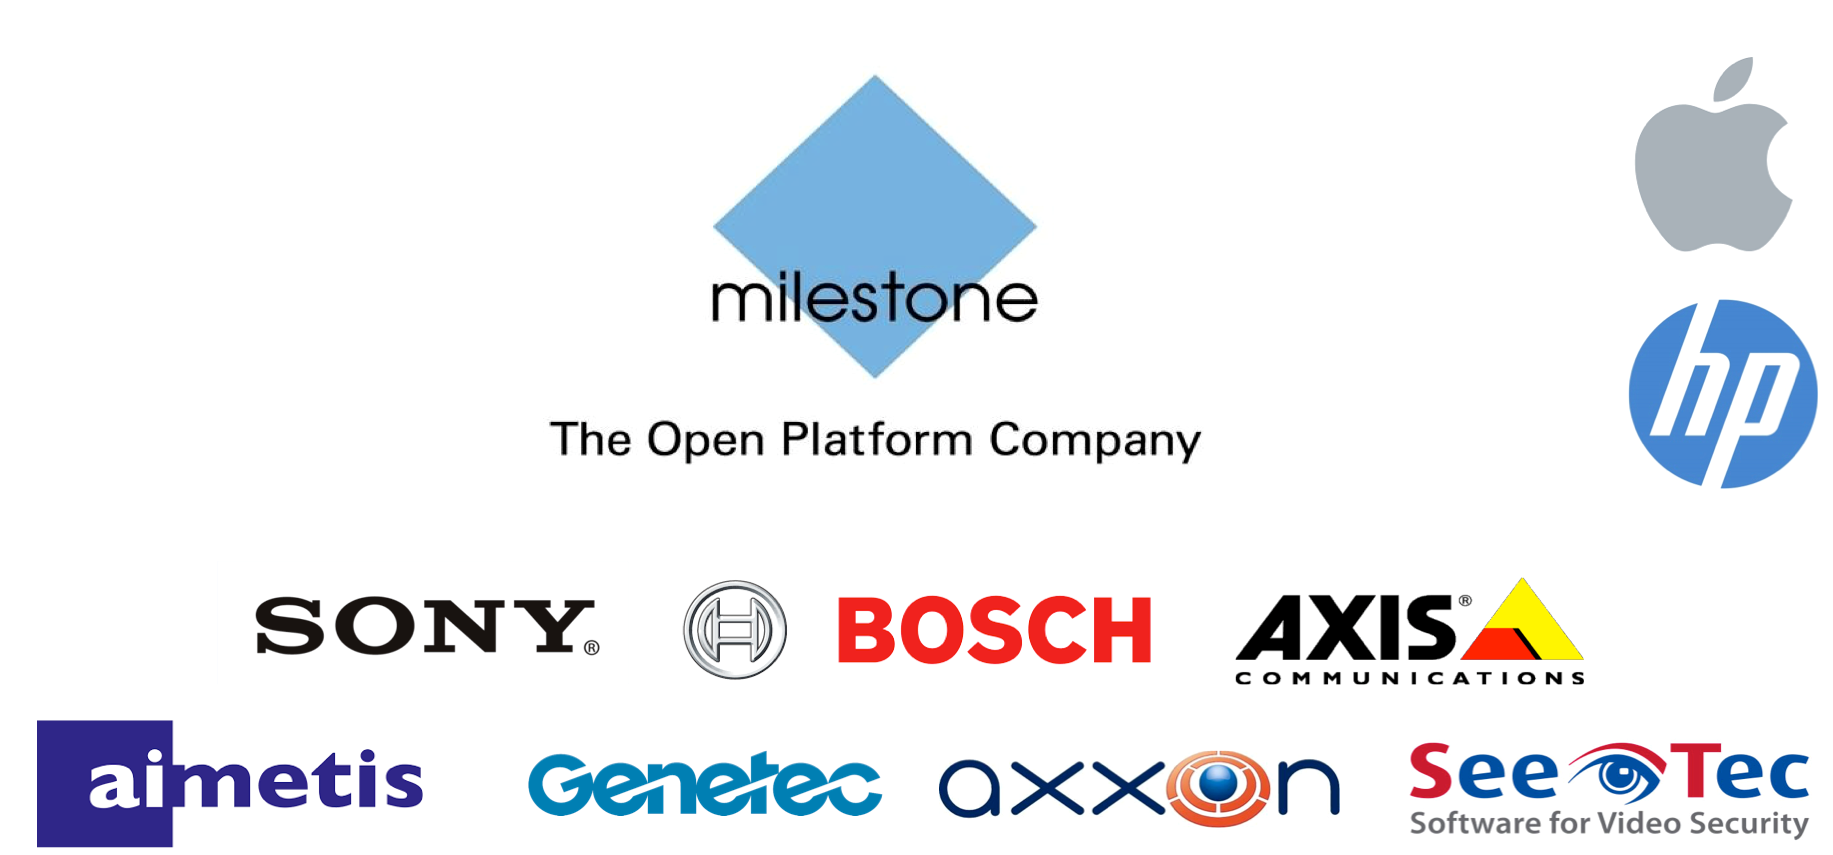 milestone
The Open Platform Company
hp
SONY®
BOSCH
AXIS®
COMMUNICATIONS
aimetis
Genetec
axxon
SeeTec
Software for Video Security